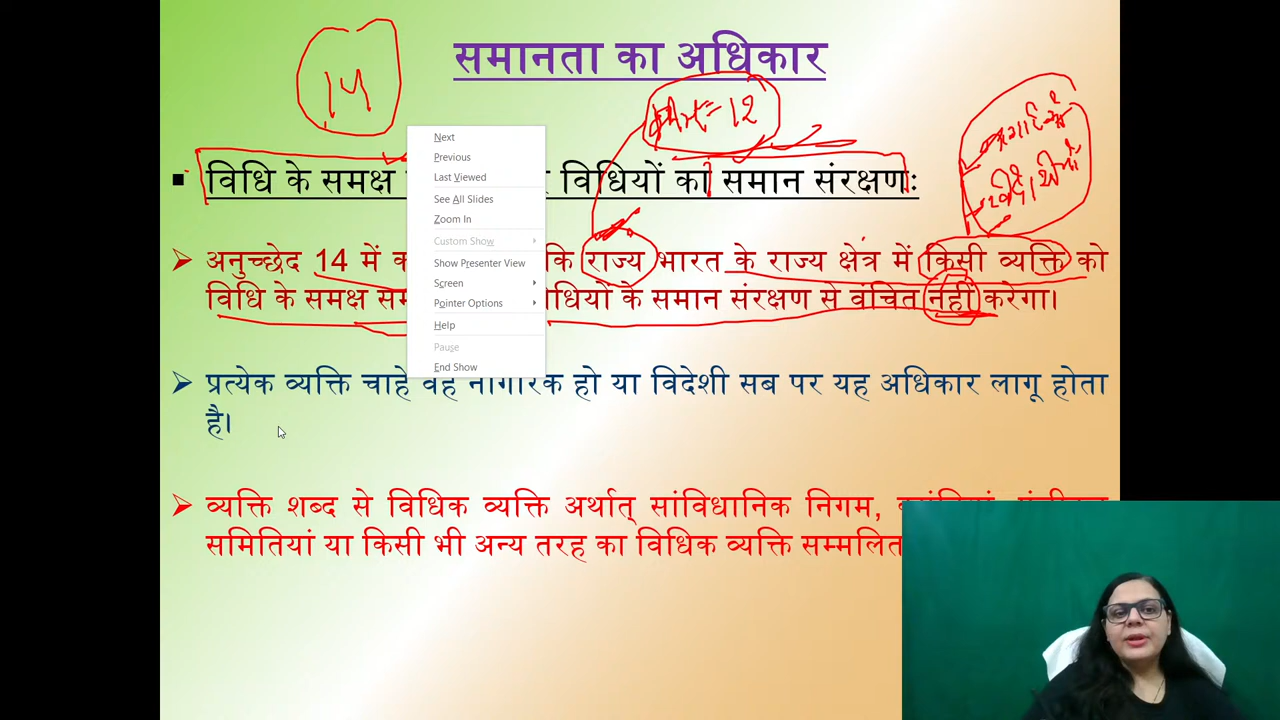 समानता का अधिकार
14
= 12
▪ विधि के समक्ष विधियों का समान संरक्षणः
Next
Previous
Last Viewed
See All Slides
Zoom In
Custom Show
Show Presenter View
Screen
Pointer Options
Help
Pause
End Show
➢ अनुच्छेद 14 में कि राज्य भारत के राज्य क्षेत्र में किसी व्यक्ति को
विधि के समक्ष के समान संरक्षण से वंचित नहीं करेगा।
➢ प्रत्येक व्यक्ति चाहे वह नागरिक हो या विदेशी सब पर यह अधिकार लागू होता
है।
➢ व्यक्ति शब्द से विधिक व्यक्ति अर्थात् सांविधानिक निगम,
समितियां या किसी भी अन्य तरह का विधिक व्यक्ति सम्मलित